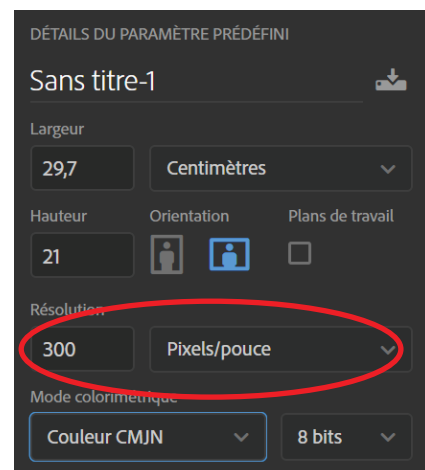 DÉTAILS DU PARAMÈTRE PRÉDÉFINI
Sans titre-1
Largeur
29,7 Centimètres
Hauteur Orientation Plans de travail
21
Résolution
300 Pixels/pouce
Mode colorimétrique
Couleur CMJN 8 bits